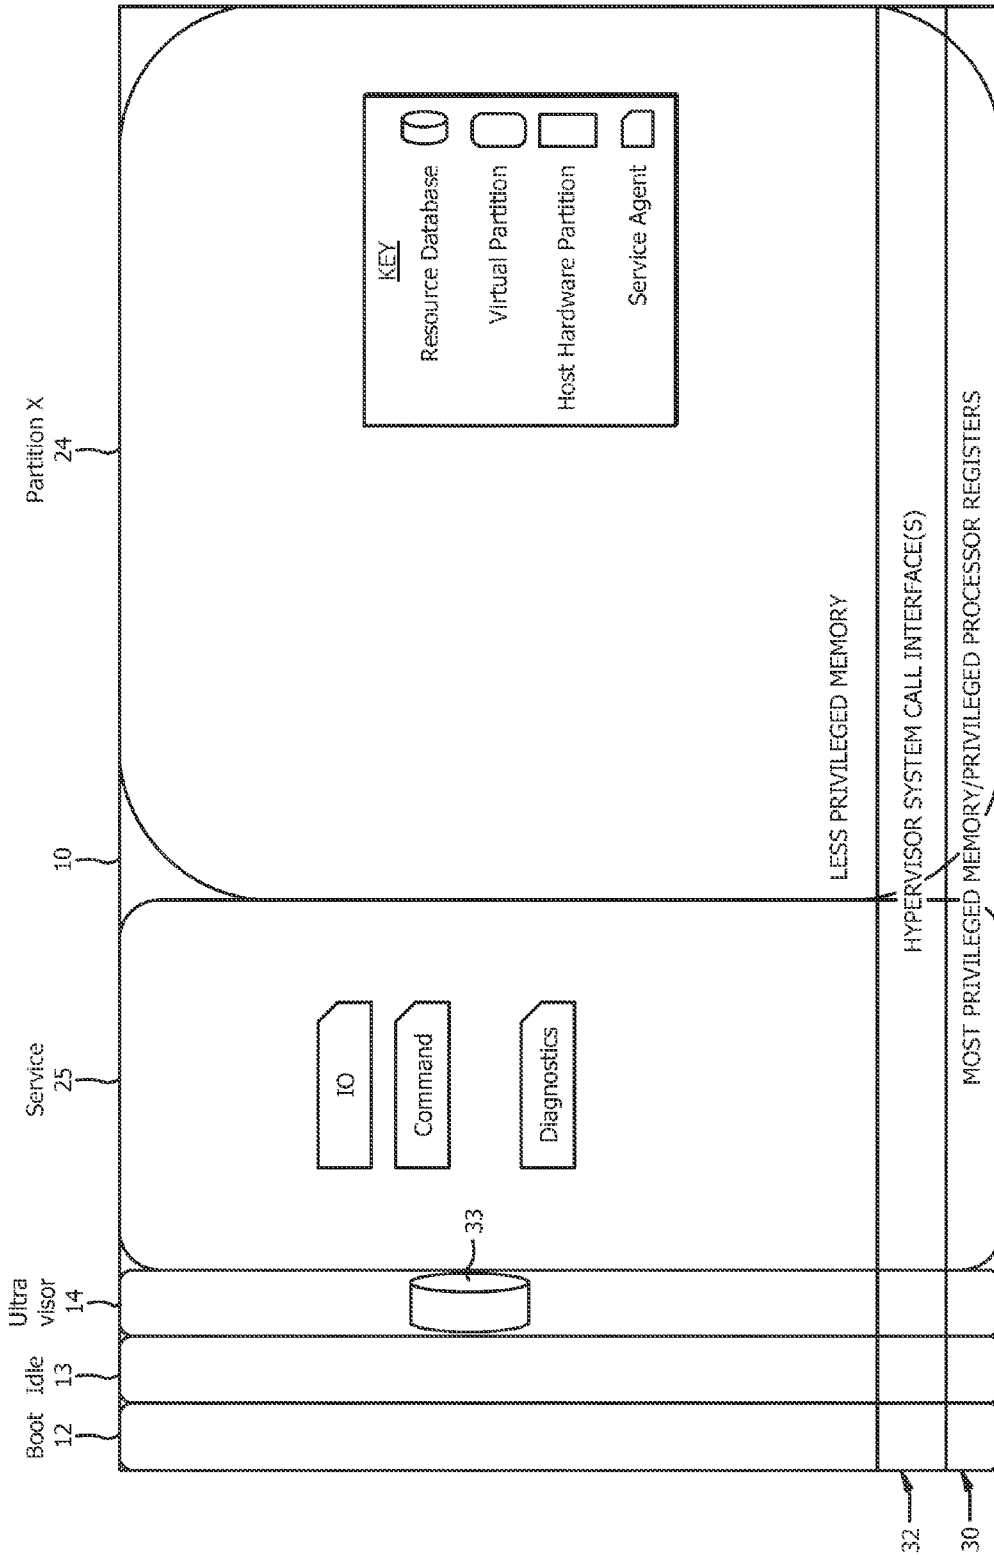 Boot
12
Idle
13
Ultra
visor
14
Service
25
10
Partition X
24
33
IO
Command
Diagnostics
KEY
Resource Database
Virtual Partition
Host Hardware Partition
Service Agent
LESS PRIVILEGED MEMORY
32
HYPERVISOR SYSTEM CALL INTERFACE(S)
30
MOST PRIVILEGED MEMORY/PRIVILEGED PROCESSOR REGISTERS